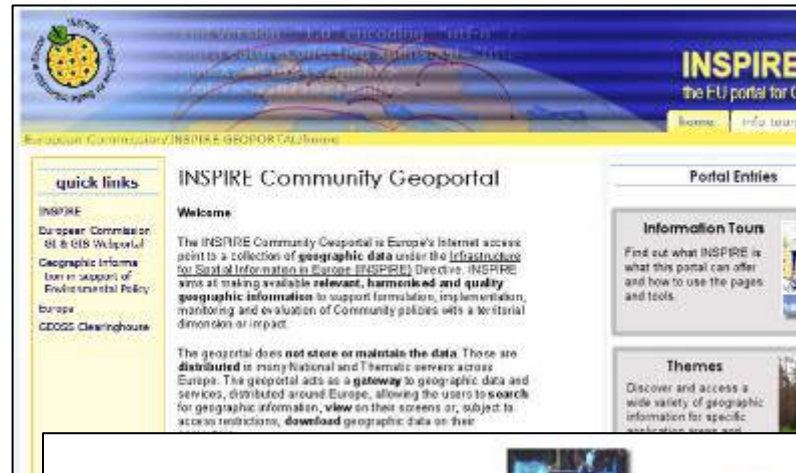 INSPIRE
the EU portal for G
home info tours
European Commission/INSPIRE GEOPORTAL/home
quick links
INSPIRE
European Commission
GI & GIS Webportal
Geographic Informa
tion in support of
Environmental Policy
Europa
GEOSS Clearinghouse
INSPIRE Community Geoportal
Welcome
The INSPIRE Community Geoportal is Europe's Internet access
point to a collection of geographic data under the Infrastructure
for Spatial Information in Europe (INSPIRE) Directive. INSPIRE
aims at making available relevant, harmonised and quality
geographic information to support formulation, implementation,
monitoring and evaluation of Community policies with a territorial
dimension or impact.
The geoportal does not store or maintain the data. These are
distributed in many National and Thematic servers across
Europe. The geoportal acts as a gateway to geographic data and
services, distributed around Europe, allowing the users to search
for geographic information, view on their screens or, subject to
access restrictions, download geographic data on their
Portal Entries
Information Tours
Find out what INSPIRE is
what this portal can offer
and how to use the pages
and tools.
Themes
Discover and access a
wide variety of geographic
information for specific
application areas and